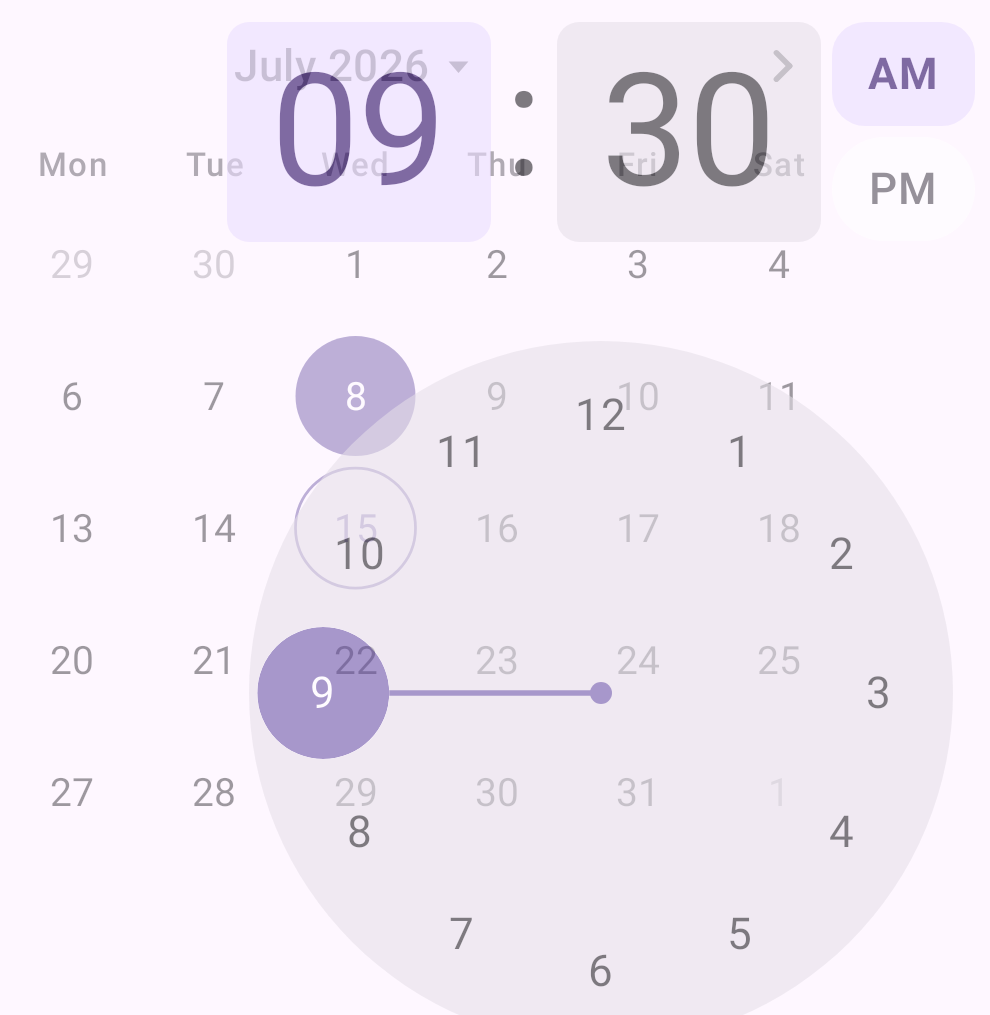 July 2026
09:30
AM
PM
Mon Tue Wed Thu Fri Sat
29 30 1 2 3 4
6 7 8 9 10 11
12
11 1
13 14 15 16 17 18
10 2
20 21 22 23 24 25
9 3
27 28 29 30 31 1
8 4
7 5
6